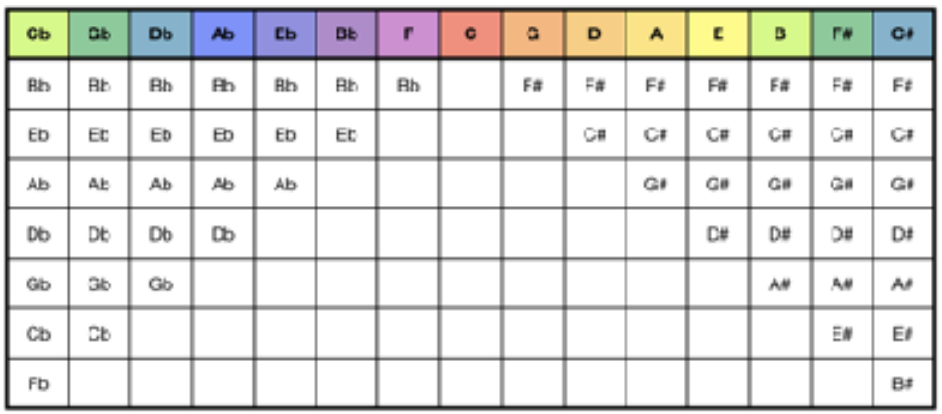 Cb Gb Db Ab Eb Bb F C G D A E B F# C#
Bb Bb Bb Bb Bb Bb Bb F# F# F# F# F# F# F#
Eb Eb Eb Eb Eb Eb C# C# C# C# C# C#
Ab Ab Ab Ab Ab G# G# G# G# G#
Db Db Db Db D# D# D# D#
Gb Gb Gb A# A# A#
Cb Cb E# E#
Fb B#